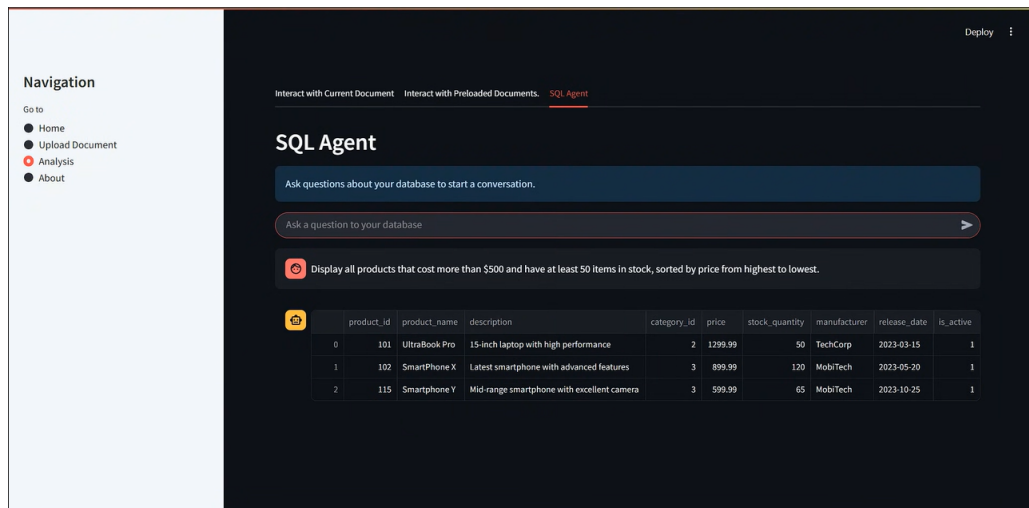 Deploy
Navigation
Go to
Home
Upload Document
Analysis
About
Interact with Current Document Interact with Preloaded Documents. SQL Agent
SQL Agent
Ask questions about your database to start a conversation.
Ask a question to your database
Display all products that cost more than $500 and have at least 50 items in stock, sorted by price from highest to lowest.
product_id product_name description category_id price stock_quantity manufacturer release_date is_active
0 101 UltraBook Pro 15-inch laptop with high performance 2 1299.99 50 TechCorp 2023-03-15 1
1 102 SmartPhone X Latest smartphone with advanced features 3 899.99 120 MobiTech 2023-05-20 1
2 115 Smartphone Y Mid-range smartphone with excellent camera 3 599.99 65 MobiTech 2023-10-25 1